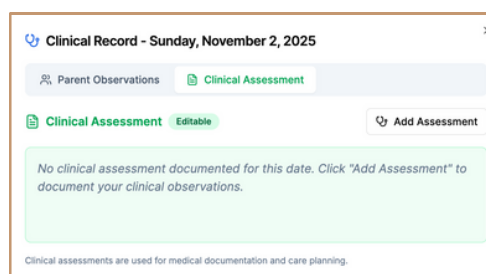 Clinical Record - Sunday, November 2, 2025
Parent Observations Clinical Assessment
Clinical Assessment Editable Add Assessment
No clinical assessment documented for this date. Click "Add Assessment" to
document your clinical observations.
Clinical assessments are used for medical documentation and care planning.